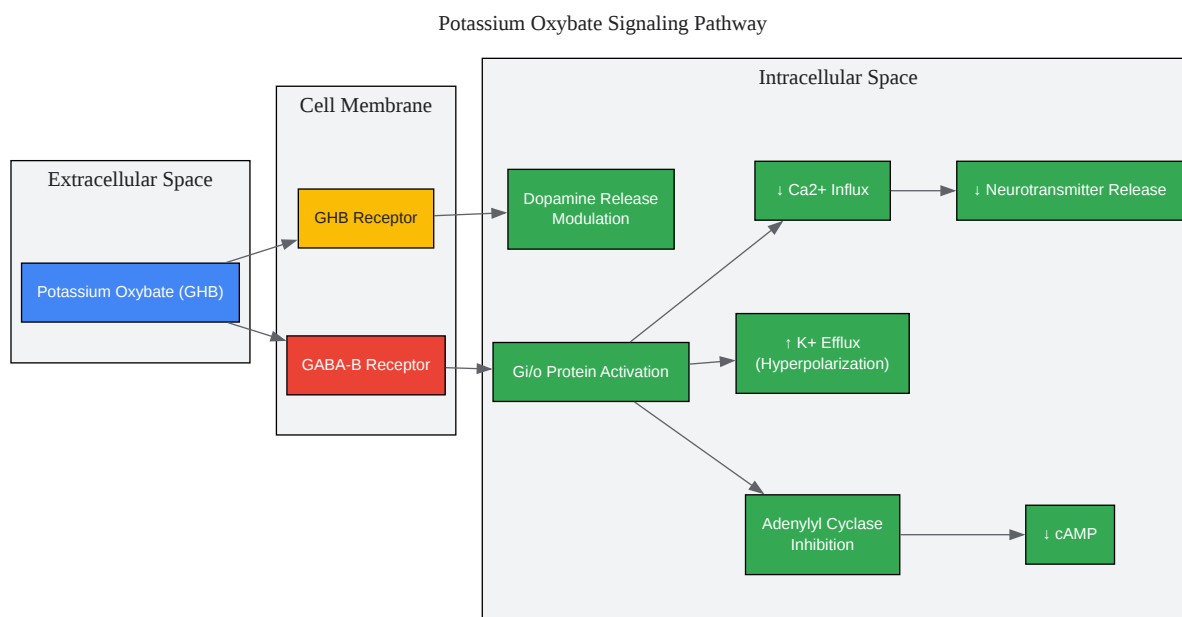 Potassium Oxybate Signaling Pathway
Extracellular Space
Potassium Oxybate (GHB)
Cell Membrane
GHB Receptor
GABA-B Receptor
Intracellular Space
Dopamine Release
Modulation
Gi/o Protein Activation
↓ Ca2+ Influx
↓ Neurotransmitter Release
↑ K+ Efflux
(Hyperpolarization)
Adenylyl Cyclase
Inhibition
↓ cAMP